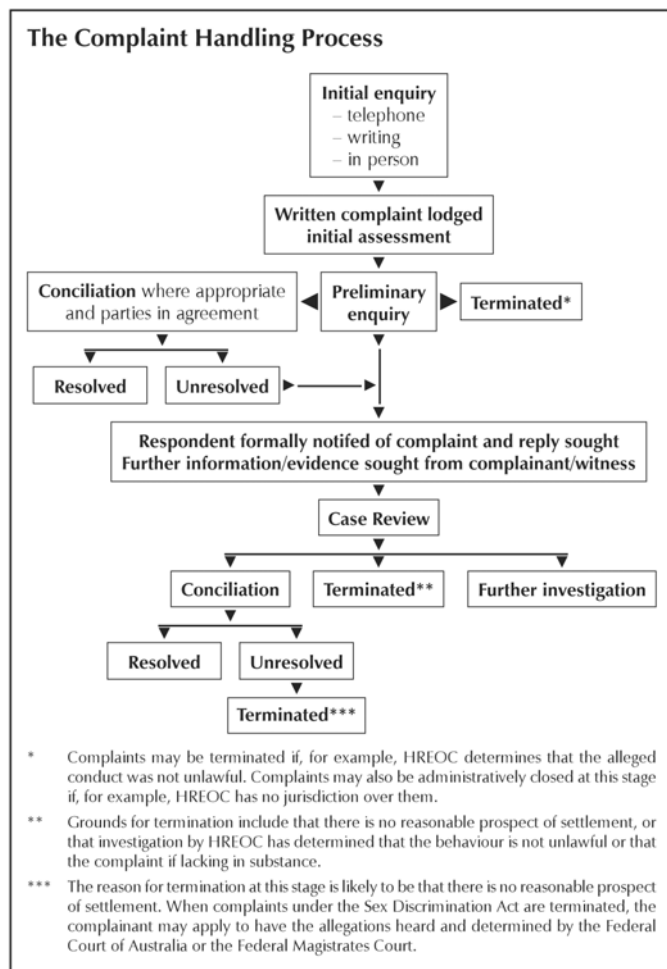 The Complaint Handling Process
Initial enquiry
– telephone
– writing
– in person
Written complaint lodged
initial assessment
Conciliation where appropriate
and parties in agreement
Preliminary
enquiry
Terminated*
Resolved
Unresolved
Respondent formally notifed of complaint and reply sought
Further information/evidence sought from complainant/witness
Case Review
Conciliation
Terminated**
Further investigation
Resolved
Unresolved
Terminated***
* Complaints may be terminated if, for example, HREOC determines that the alleged
conduct was not unlawful. Complaints may also be administratively closed at this stage
if, for example, HREOC has no jurisdiction over them.
** Grounds for termination include that there is no reasonable prospect of settlement, or
that investigation by HREOC has determined that the behaviour is not unlawful or that
the complaint if lacking in substance.
*** The reason for termination at this stage is likely to be that there is no reasonable prospect
of settlement. When complaints under the Sex Discrimination Act are terminated, the
complainant may apply to have the allegations heard and determined by the Federal
Court of Australia or the Federal Magistrates Court.